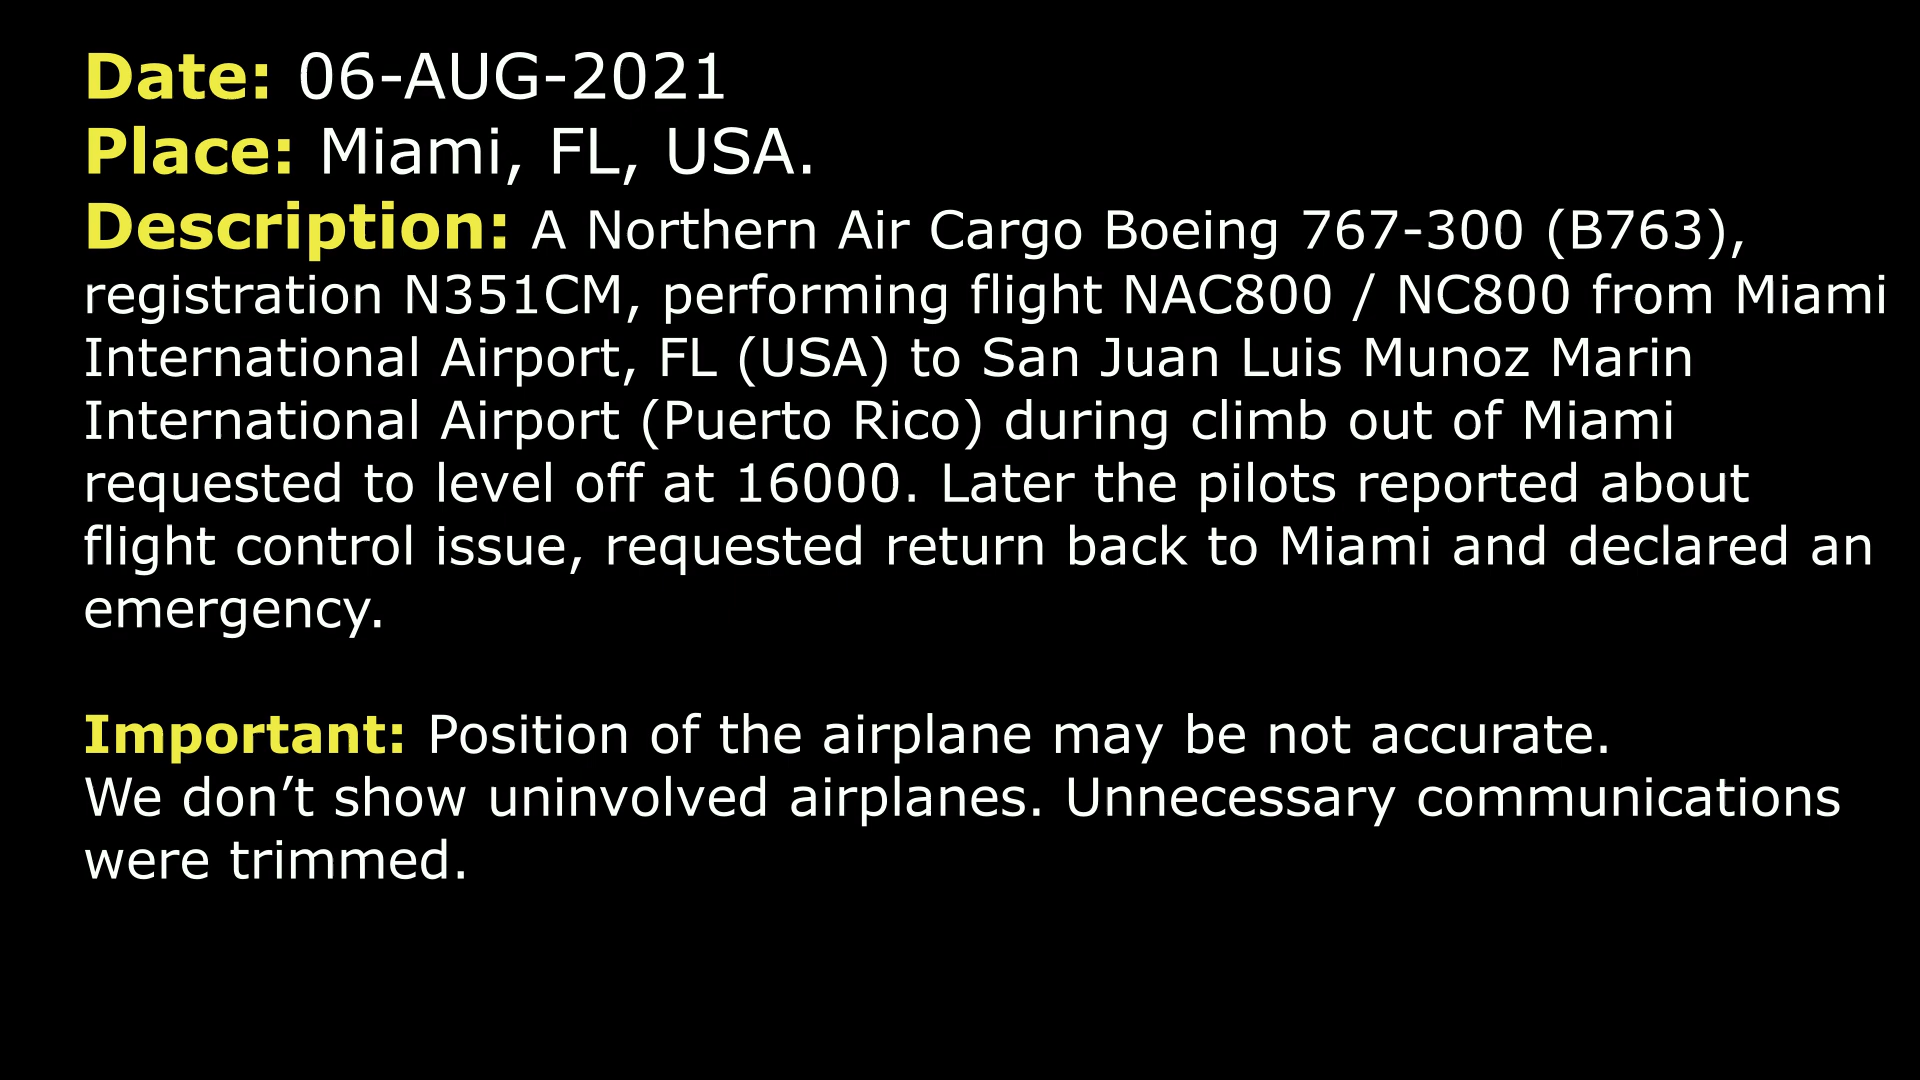 Date: 06-AUG-2021
Place: Miami, FL, USA.
Description: A Northern Air Cargo Boeing 767-300 (B763),
registration N351CM, performing flight NAC800 / NC800 from Miami
International Airport, FL (USA) to San Juan Luis Munoz Marin
International Airport (Puerto Rico) during climb out of Miami
requested to level off at 16000. Later the pilots reported about
flight control issue, requested return back to Miami and declared an
emergency.
Important: Position of the airplane may be not accurate.
We don’t show uninvolved airplanes. Unnecessary communications
were trimmed.